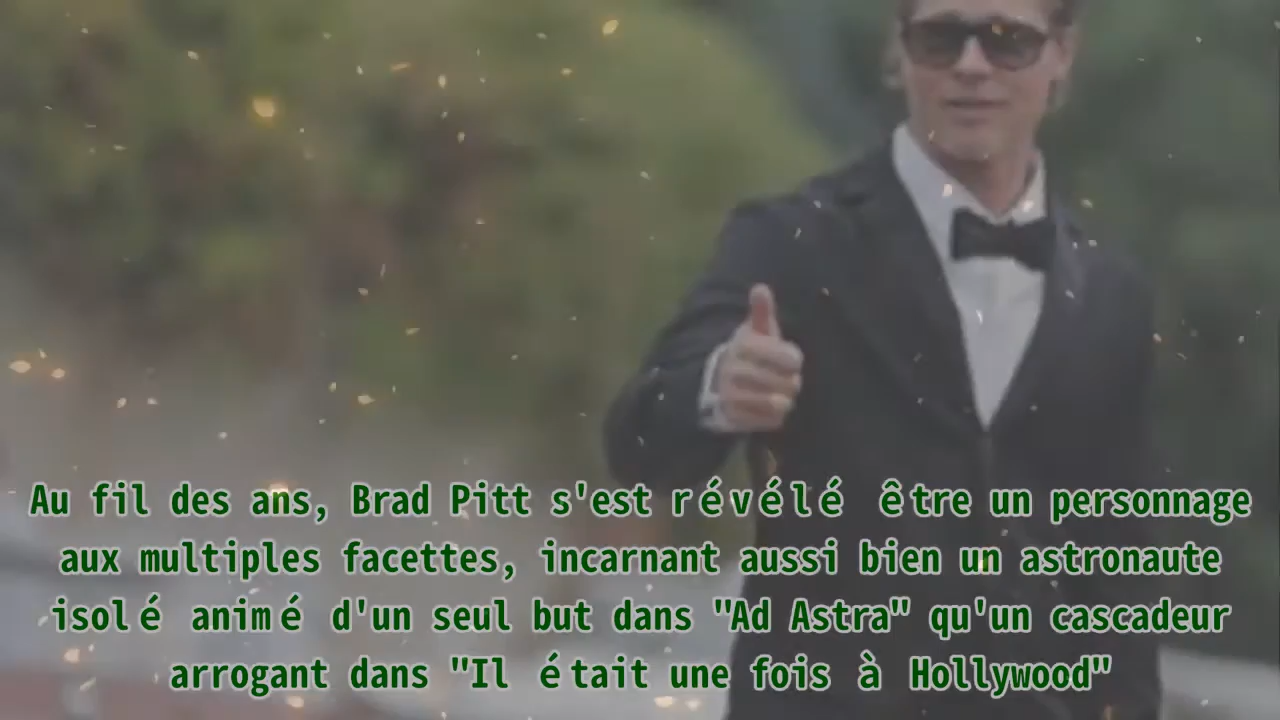 Au fil des ans, Brad Pitt s'est révélé être un personnage
aux multiples facettes, incarnant aussi bien un astronaute
isolé animé d'un seul but dans "Ad Astra" qu'un cascadeur
arrogant dans "Il était une fois à Hollywood"